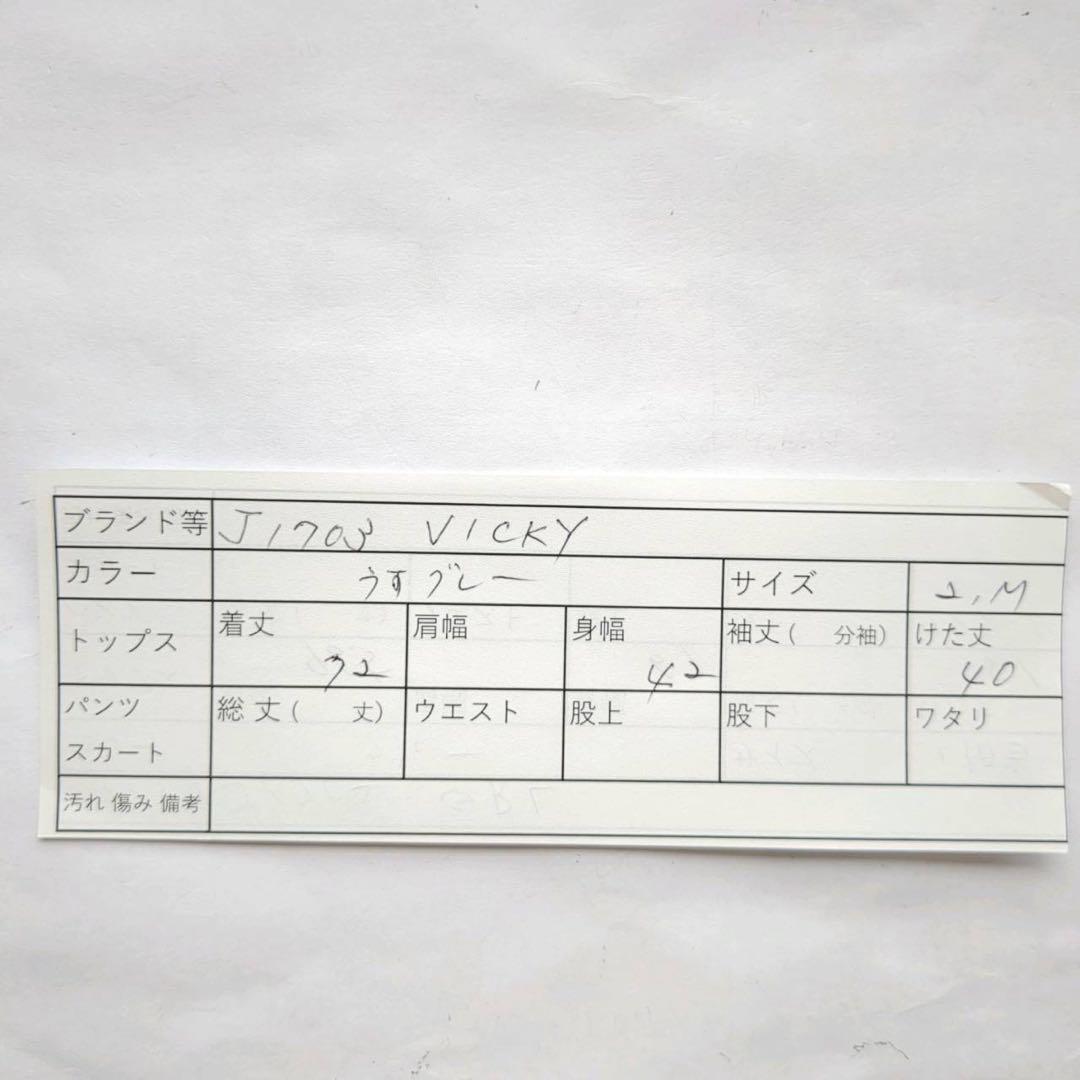 ブランド等 J1703 VICKY
カラー うすグレー サイズ 2,M
トップス 着丈 72 肩幅 身幅 42 袖丈( 分袖) けた丈 40
パンツ 総丈( 丈) ウエスト 股上 股下 ワタリ
スカート
汚れ 傷み 備考